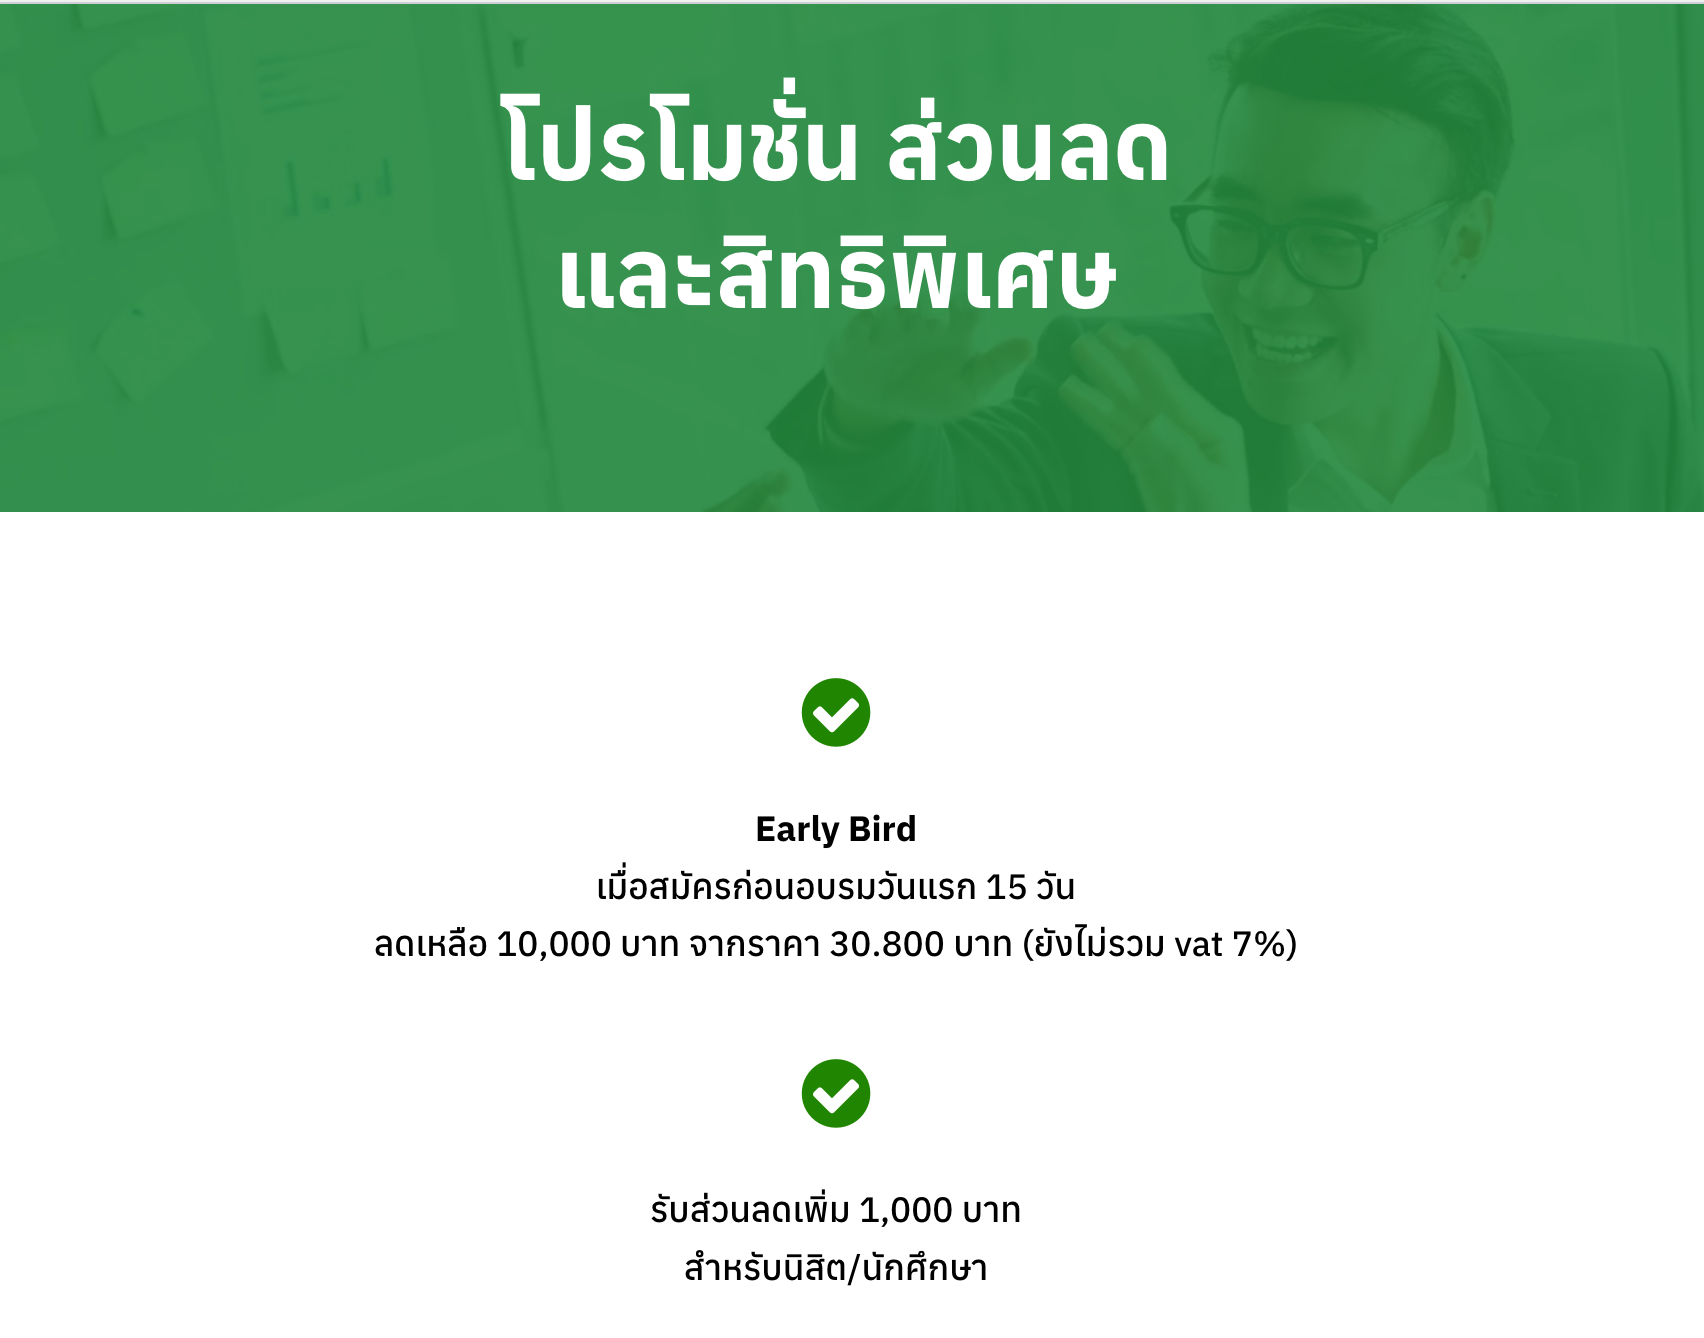 โปรโมชั่น ส่วนลด
และสิทธิพิเศษ
Early Bird
เมื่อสมัครก่อนอบรมวันแรก 15 วัน
ลดเหลือ 10,000 บาท จากราคา 30.800 บาท (ยังไม่รวม vat 7%)
รับส่วนลดเพิ่ม 1,000 บาท
สำหรับนิสิต/นักศึกษา